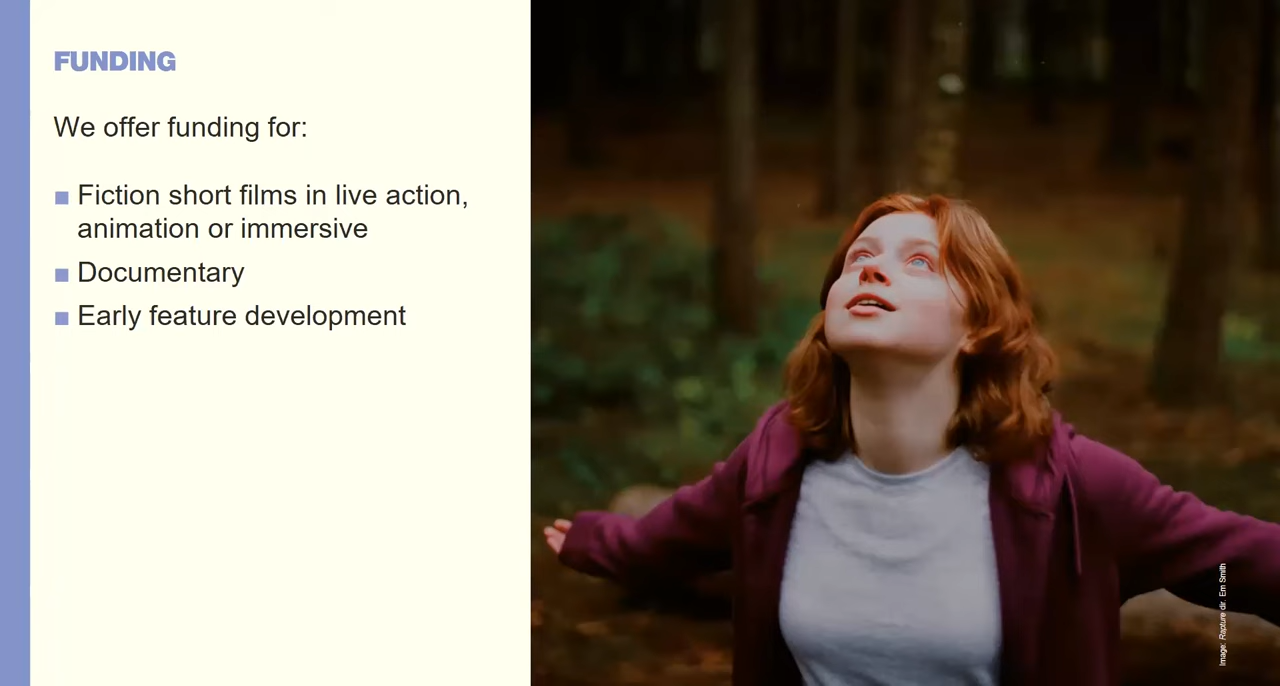 FUNDING
We offer funding for:
■ Fiction short films in live action,
animation or immersive
■ Documentary
■ Early feature development
Image: Rapture dir. Em Smith